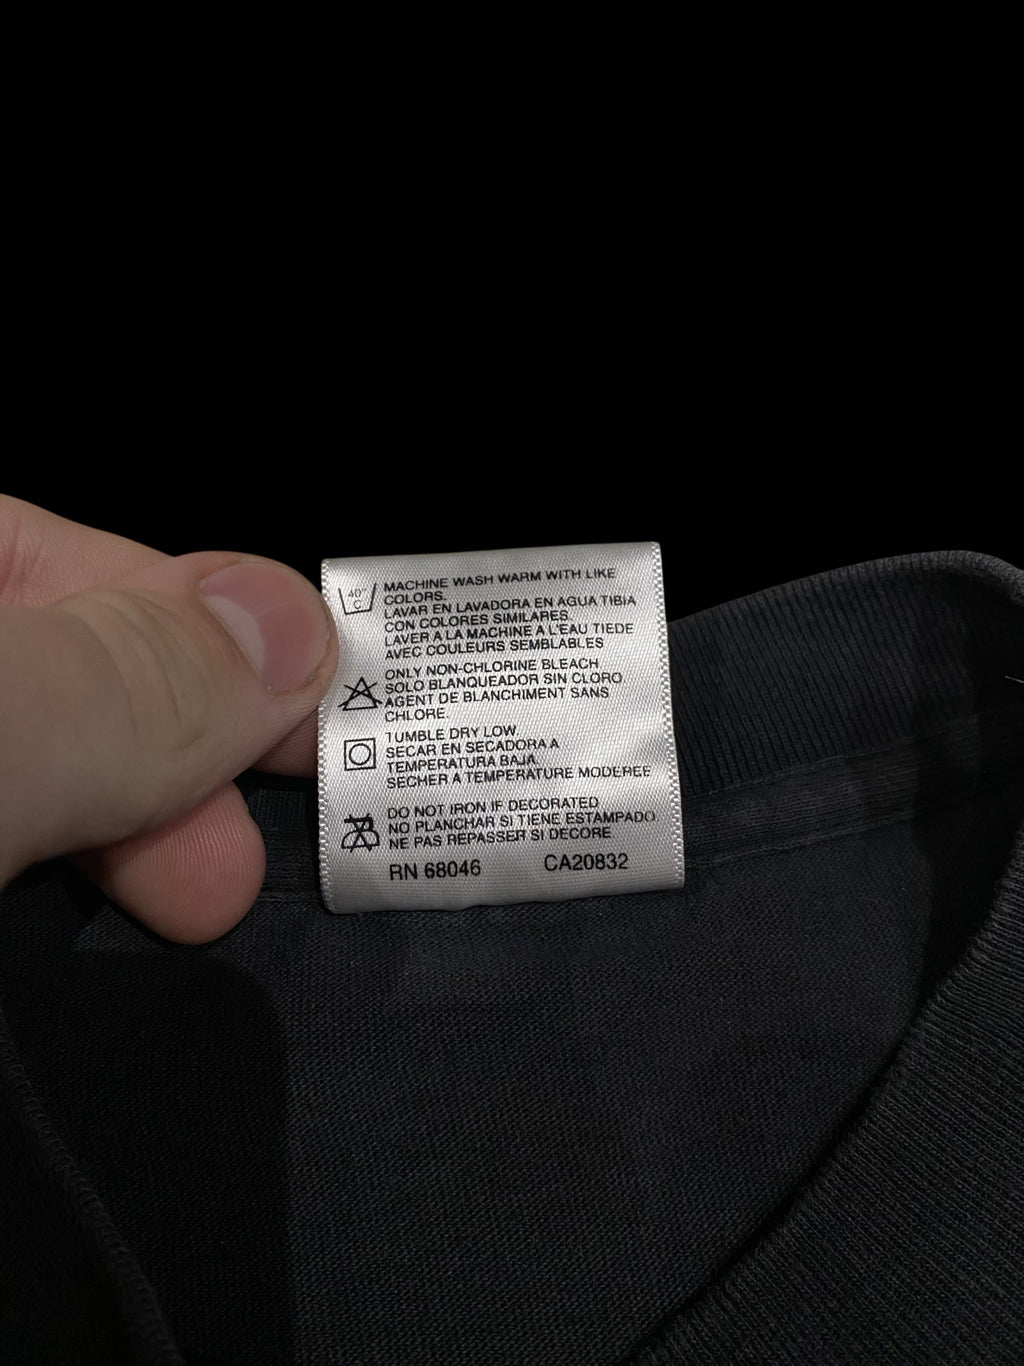 40°
C
MACHINE WASH WARM WITH LIKE
COLORS.
LAVAR EN LAVADORA EN AGUA TIBIA
CON COLORES SIMILARES.
LAVER A LA MACHINE A L'EAU TIEDE
AVEC COULEURS SEMBLABLES
ONLY NON-CHLORINE BLEACH
SOLO BLANQUEADOR SIN CLORO
AGENT DE BLANCHIMENT SANS
CHLORE.
TUMBLE DRY LOW
SECAR EN SECADORA A
TEMPERATURA BAJA.
SECHER A TEMPERATURE MODEREE
DO NOT IRON IF DECORATED
NO PLANCHAR SI TIENE ESTAMPADO
NE PAS REPASSER SI DECORE
RN 68046 CA20832